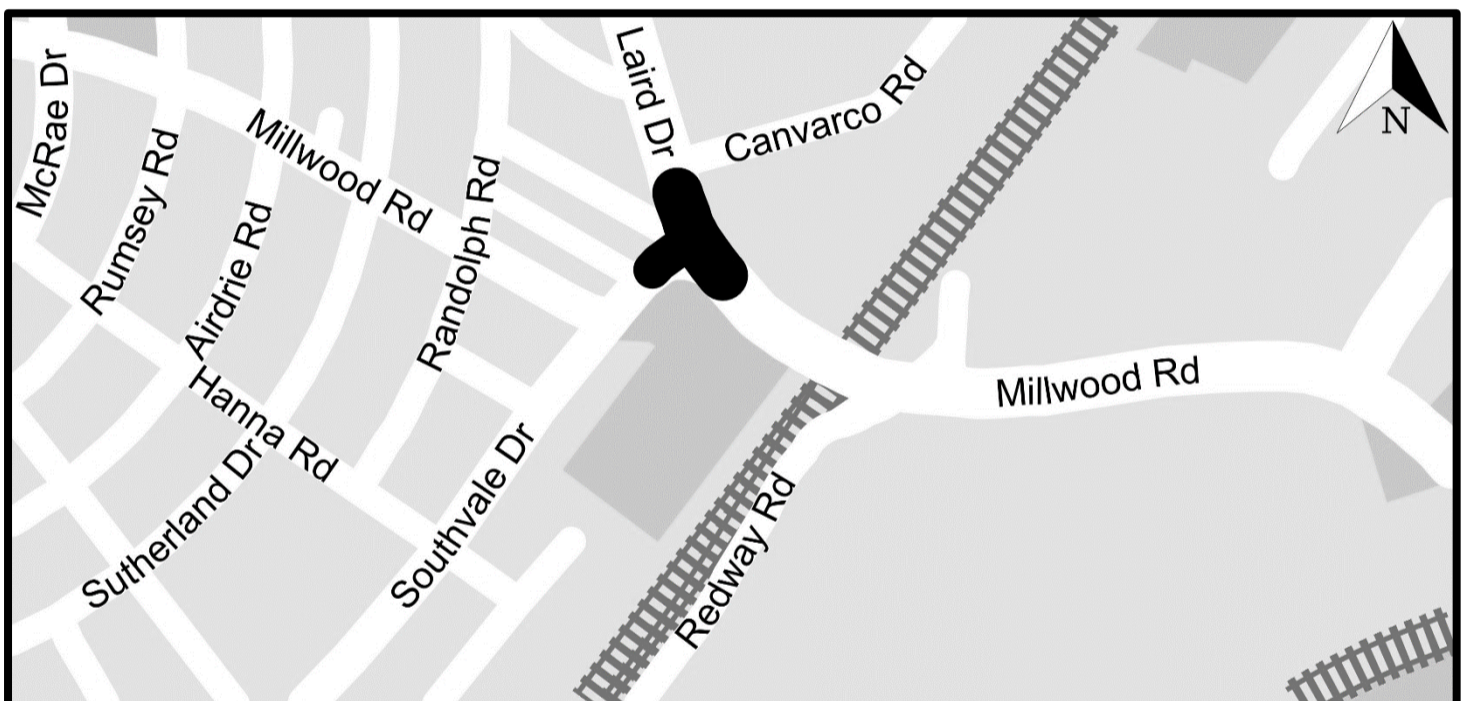 McRae Dr
Rumsey Rd
Airdrie Rd
Millwood Rd
Randolph Rd
Laird Dr
Canvarco Rd
N
Hanna Rd
Sutherland Dr
Southvale Dr
Redway Rd
Millwood Rd